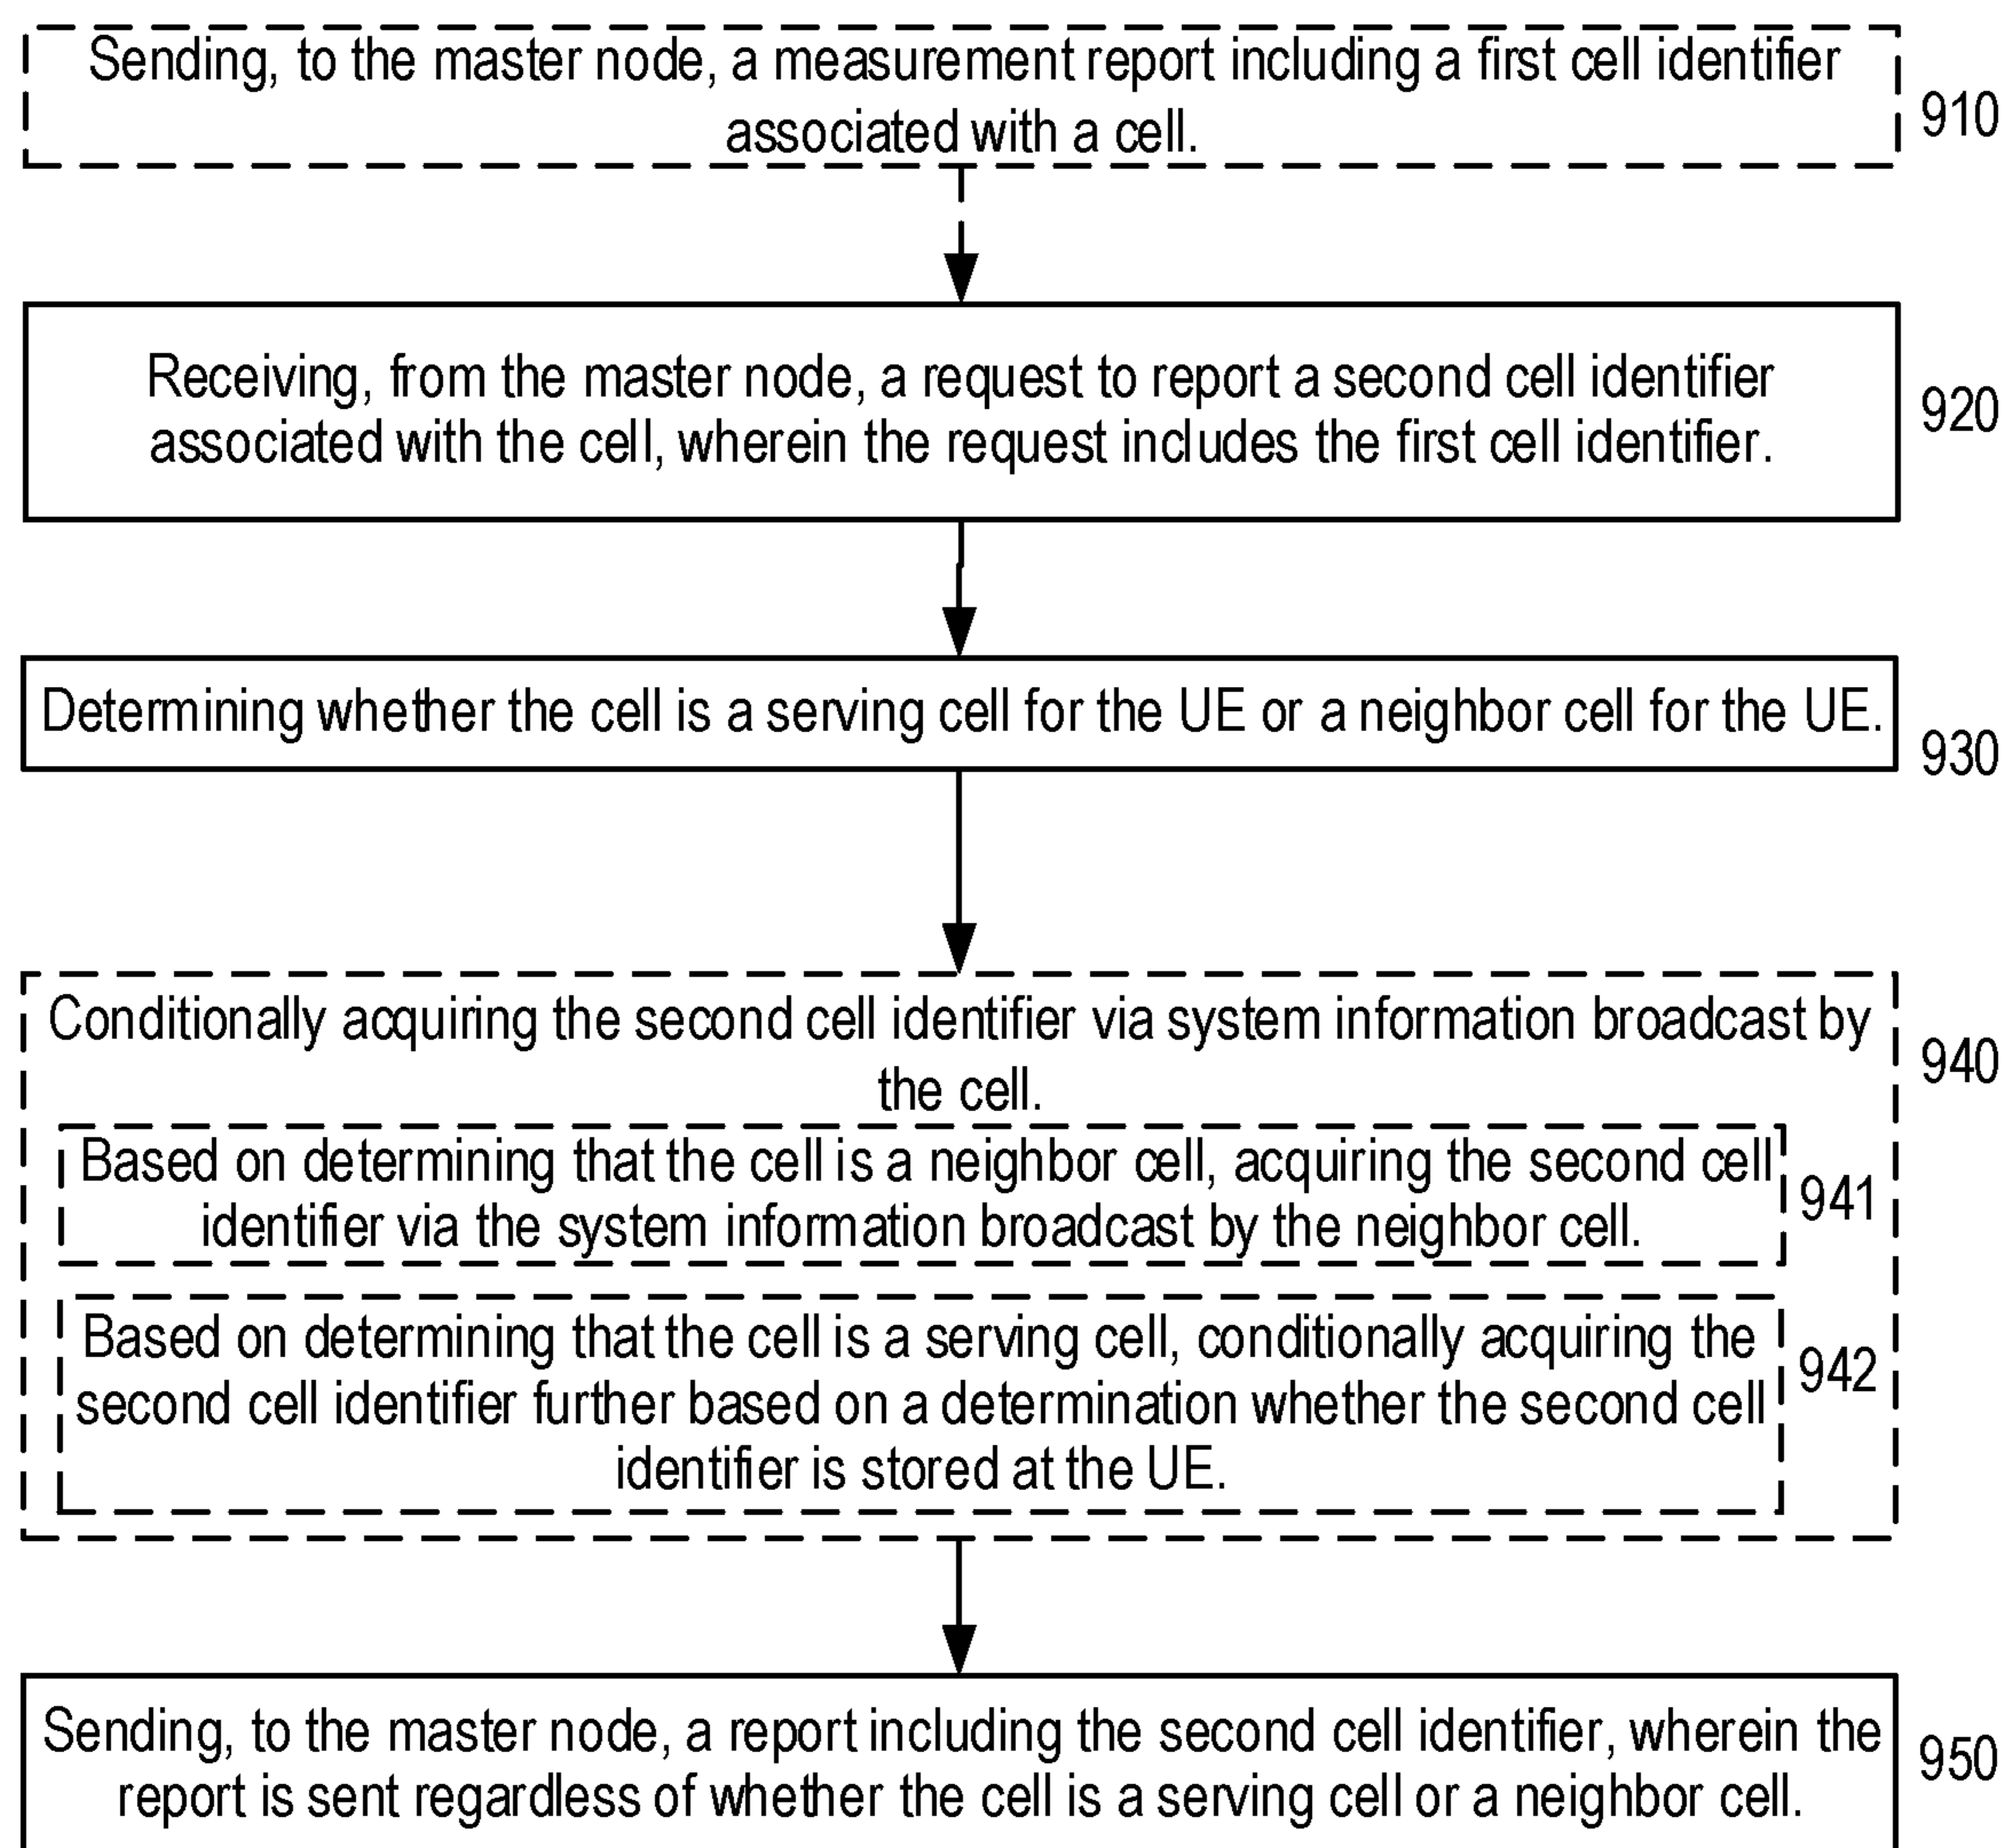 Sending, to the master node, a measurement report including a first cell identifier
associated with a cell.
910
Receiving, from the master node, a request to report a second cell identifier
associated with the cell, wherein the request includes the first cell identifier.
920
Determining whether the cell is a serving cell for the UE or a neighbor cell for the UE.
930
Conditionally acquiring the second cell identifier via system information broadcast by
the cell.
940
Based on determining that the cell is a neighbor cell, acquiring the second cell
identifier via the system information broadcast by the neighbor cell.
941
Based on determining that the cell is a serving cell, conditionally acquiring the
second cell identifier further based on a determination whether the second cell
identifier is stored at the UE.
942
Sending, to the master node, a report including the second cell identifier, wherein the
report is sent regardless of whether the cell is a serving cell or a neighbor cell.
950